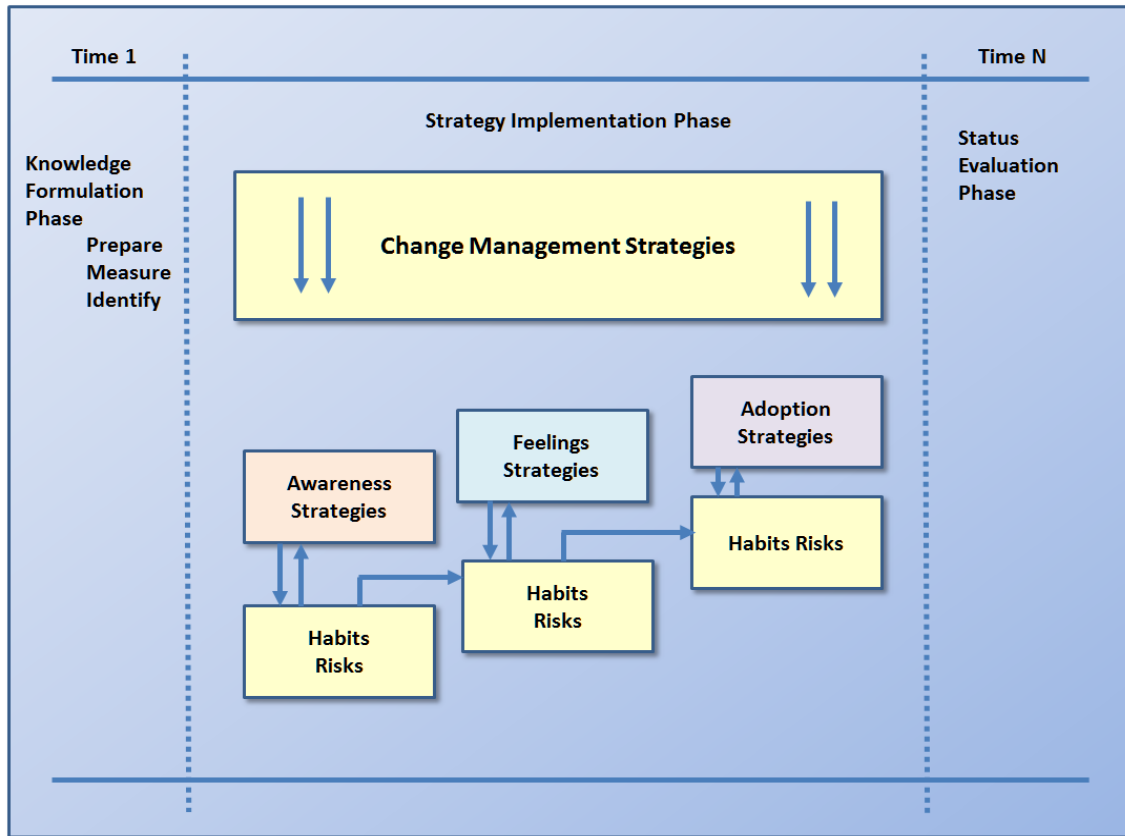 Time 1
Time N
Strategy Implementation Phase
Knowledge
Formulation
Phase
Prepare
Measure
Identify
Status
Evaluation
Phase
Change Management Strategies
Awareness
Strategies
Feelings
Strategies
Adoption
Strategies
Habits
Risks
Habits
Risks
Habits Risks